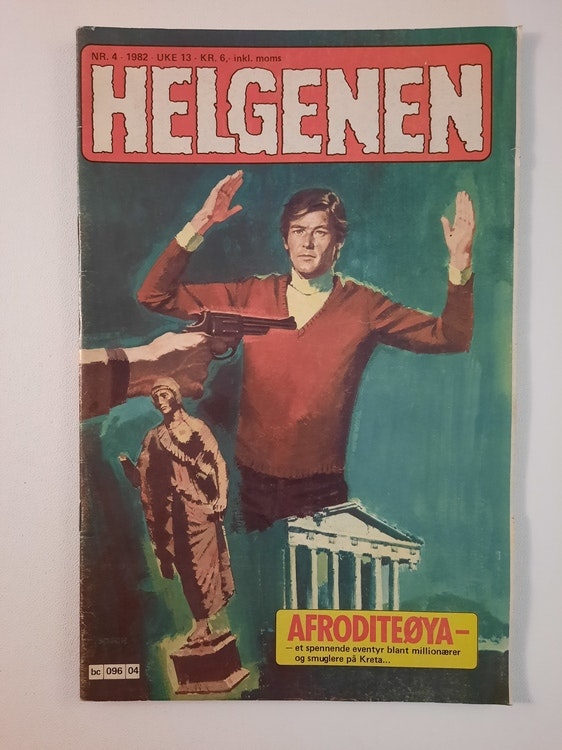 NR. 4 - 1982 - UKE 13 - KR. 6,- inkl. moms
HELGENEN
AFRODITEØYA -
- et spennende eventyr blant millionærer
og smuglere på Kreta...
bc 096 04